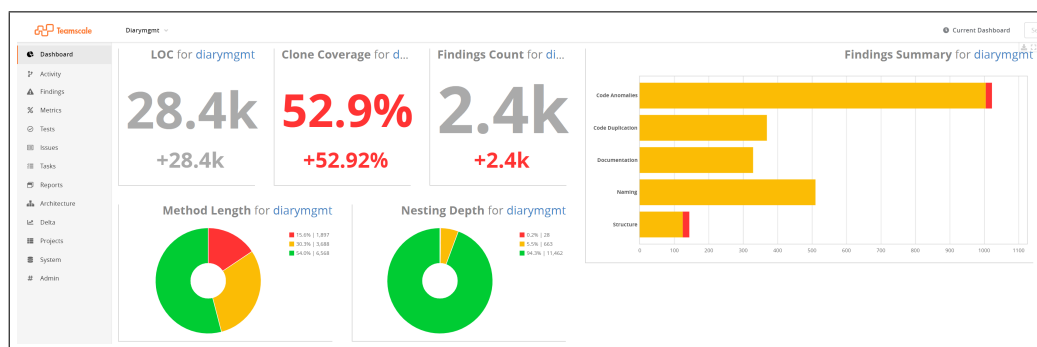 Teamscale
Diarymgmt
Current Dashboard
Dashboard
Activity
Findings
Metrics
Tests
Issues
Tasks
Reports
Architecture
Delta
Projects
System
Admin
LOC for diarymgmt
28.4k
+28.4k
Clone Coverage for d...
52.9%
+52.92%
Findings Count for di...
2.4k
+2.4k
Findings Summary for diarymgmt
Code Anomalies
Code Duplication
Documentation
Naming
Structure
0 100 200 300 400 500 600 700 800 900 1000 1100
Method Length for diarymgmt
15.6% | 1,897
30.3% | 3,688
54.0% | 6,568
Nesting Depth for diarymgmt
0.2% | 28
5.5% | 663
94.3% | 11,462